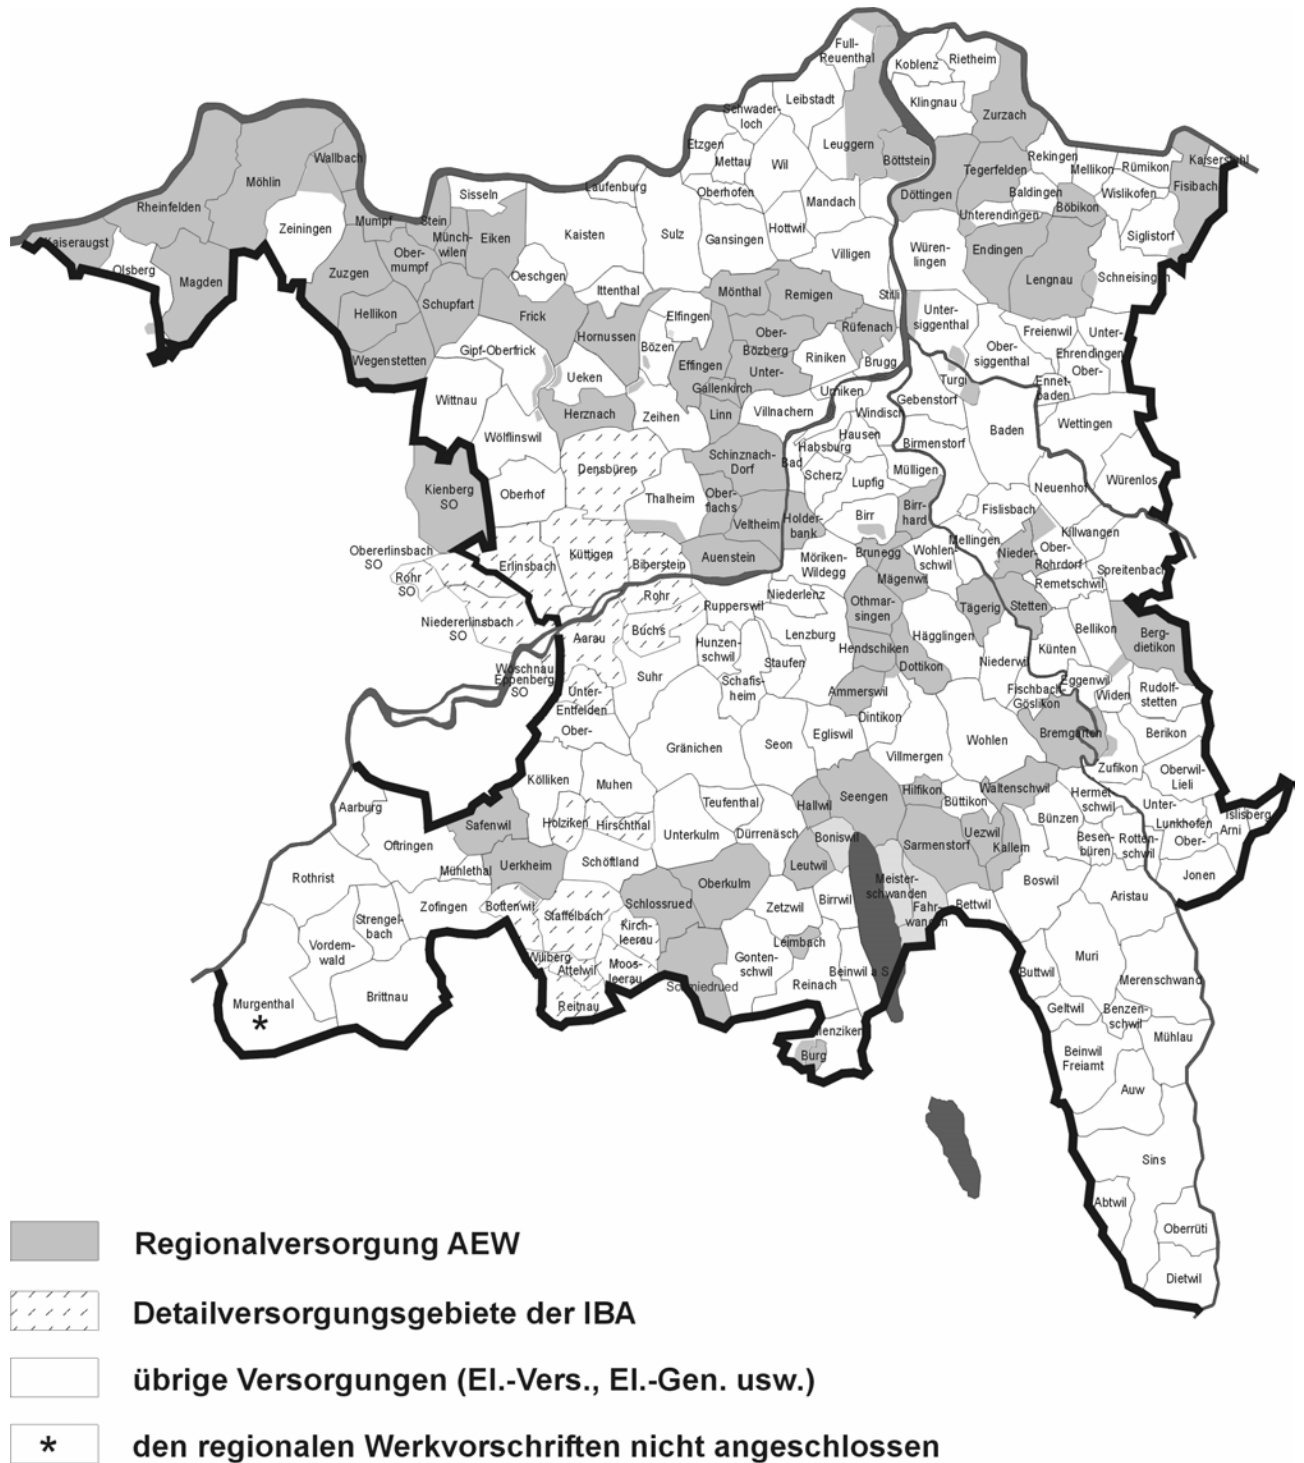 Full-
Reuenthal
Koblenz
Rietheim
Leibstadt
Klingnau
Schwader-
loch
Zurzach
Etzgen
Mettau
Wil
Leuggern
Böttstein
Wallbach
Möhlin
Rheinfelden
Rekingen
Mellikon
Rümikon
Kaiserstuhl
Tegerfelden
Baldingen
Wislikofen
Fisibach
Laufenburg
Oberhofen
Sisseln
Mandach
Döttingen
Böbikon
Unterendingen
Mumpf
Stein
Zeiningen
Kaisten
Sulz
Gansingen
Hottwil
Siglistorf
Kaiseraugst
Münch-
wilen
Eiken
Ober-
mumpf
Villigen
Würen-
lingen
Endingen
Olsberg
Magden
Zuzgen
Oeschgen
Ittenthal
Lengnau
Schneisingen
Mönthal
Remigen
Stilli
Schupfart
Hellikon
Frick
Elfingen
Unter-
siggenthal
Hornussen
Ober-
Bözberg
Rüfenach
Freienwil
Unter-
Ehrendingen
Ober-
Ober-
siggenthal
Wegenstetten
Gipf-Oberfrick
Bözen
Effingen
Unter-
Riniken
Brugg
Ueken
Gallenkirch
Umiken
Turgi
Ennet-
baden
Wittnau
Herznach
Zeihen
Linn
Villnachern
Windisch
Gebenstorf
Baden
Wettingen
Wölflinswil
Hausen
Habsburg
Birmenstorf
Schinznach-
Dorf
Bad
Scherz
Densbüren
Mülligen
Lupfig
Würenlos
Kienberg
SO
Oberhof
Thalheim
Ober-
flachs
Neuenhof
Birr
Birr-
hard
Fislisbach
Veltheim
Holder-
bank
Killwangen
Mellingen
Obererlinsbach
SO
Küttigen
Auenstein
Brunegg
Wohlen-
schwil
Nieder-
Ober-
Rohrdorf
Erlinsbach
Biberstein
Möriken-
Wildegg
Mägenwil
Spreitenbach
Remetschwil
Rohr
SO
Rohr
Niederlenz
Rupperswil
Othmar-
singen
Tägerig
Stetten
Niedererlinsbach
SO
Aarau
Buchs
Lenzburg
Hunzen-
schwil
Hägglingen
Bellikon
Berg-
dietikon
Hendschiken
Künten
Staufen
Dottikon
Niederwil
Wöschnau
Eppenberg
SO
Suhr
Schafis-
heim
Eggenwil
Unter-
Entfelden
Ober-
Ammerswil
Fischbach-
Göslikon
Widen
Rudolf-
stetten
Dintikon
Gränichen
Seon
Egliswil
Wohlen
Bremgarten
Berikon
Villmergen
Zufikon
Oberwil-
Lieli
Kölliken
Muhen
Hallwil
Seengen
Hilfikon
Waltenschwil
Hermet-
schwil
Aarburg
Teufenthal
Büttikon
Unter-
Lunkhofen
Ober-
Islisberg
Arni
Safenwil
Holziken
Hirschthal
Unterkulm
Dürrenäsch
Boniswil
Uezwil
Kallern
Bünzen
Besen-
büren
Rotten-
schwil
Oftringen
Sarmenstorf
Uerkheim
Schöftland
Leutwil
Mühlethal
Rothrist
Oberkulm
Meister-
schwanden
Boswil
Jonen
Aristau
Zofingen
Bottenwil
Schlossrued
Zetzwil
Birrwil
Fahr-
wangen
Bettwil
Strengel-
bach
Staffelbach
Kirch-
leerau
Vordem-
wald
Leimbach
Wiliberg
Attelwil
Moos-
leerau
Gonten-
schwil
Muri
Buttwil
Beinwil a S
Merenschwand
Reinach
Schmiedrued
Brittnau
Murgenthal
*
Reitnau
Geltwil
Benzen-
schwil
Menziken
Mühlau
Burg
Beinwil
Freiamt
Auw
Sins
Abtwil
Oberrüti
Dietwil
Regionalversorgung AEW
Detailversorgungsgebiete der IBA
übrige Versorgungen (El.-Vers., El.-Gen. usw.)
* den regionalen Werkvorschriften nicht angeschlossen